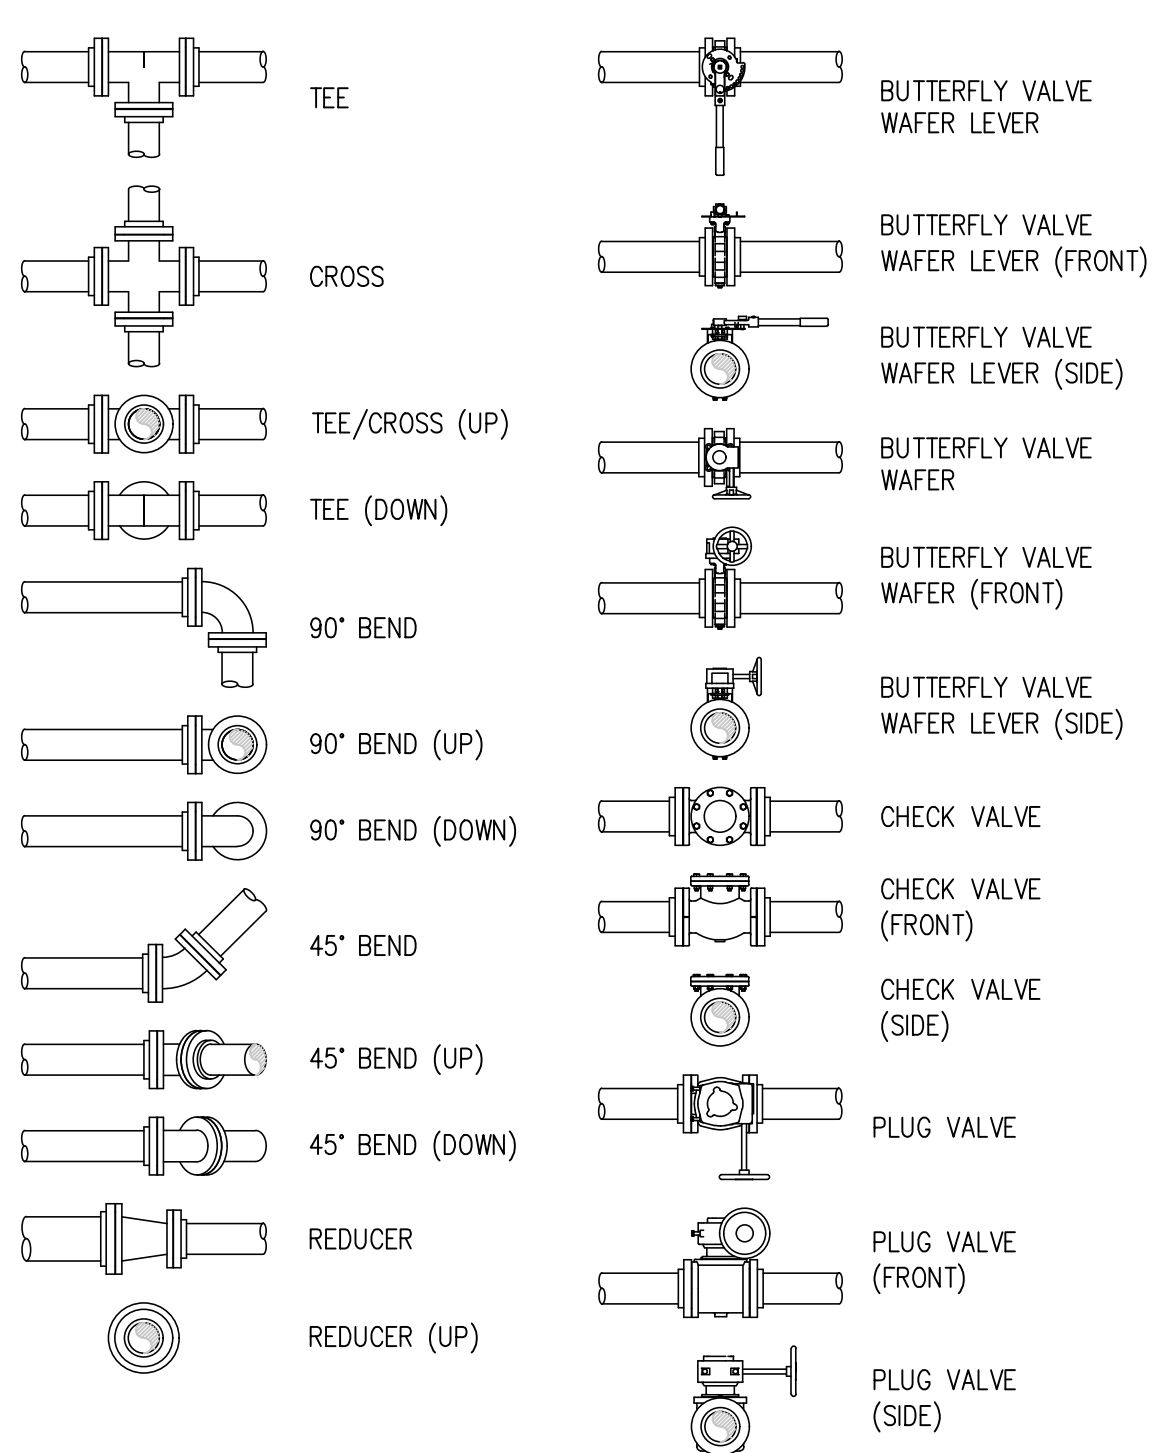 TEE
CROSS
TEE/CROSS (UP)
TEE (DOWN)
90° BEND
90° BEND (UP)
90° BEND (DOWN)
45° BEND
45° BEND (UP)
45° BEND (DOWN)
REDUCER
REDUCER (UP)
BUTTERFLY VALVE
WAFER LEVER
BUTTERFLY VALVE
WAFER LEVER (FRONT)
BUTTERFLY VALVE
WAFER LEVER (SIDE)
BUTTERFLY VALVE
WAFER
BUTTERFLY VALVE
WAFER (FRONT)
BUTTERFLY VALVE
WAFER LEVER (SIDE)
CHECK VALVE
CHECK VALVE
(FRONT)
CHECK VALVE
(SIDE)
PLUG VALVE
PLUG VALVE
(FRONT)
PLUG VALVE
(SIDE)